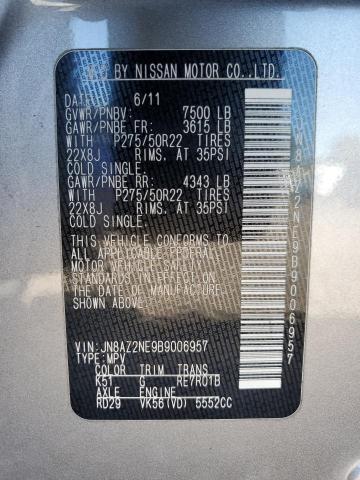 MFD BY NISSAN MOTOR CO.,LTD.
DATE: 6/11
GVWR/PNBV: 7500 LB
GAWR/PNBE FR: 3615 LB
WITH P275/50R22 TIRES
22X8J RIMS. AT 35PSI
COLD SINGLE
GAWR/PNBE RR: 4343 LB
WITH P275/50R22 TIRES
22X8J RIMS. AT 35PSI
COLD SINGLE
THIS VEHICLE CONFORMS TO
ALL APPLICABLE FEDERAL
MOTOR VEHICLE SAFETY
STANDARDS IN EFFECT ON THE
DATE OF MANUFACTURE
SHOWN ABOVE.
VIN: JN8AZ2NE9B9006957
TYPE: MPV
COLOR TRIM TRANS
K51 G RE7R01B
AXLE ENGINE
RD29 VK56(VD) 5552CC
JN8AZ2NE9B9006957